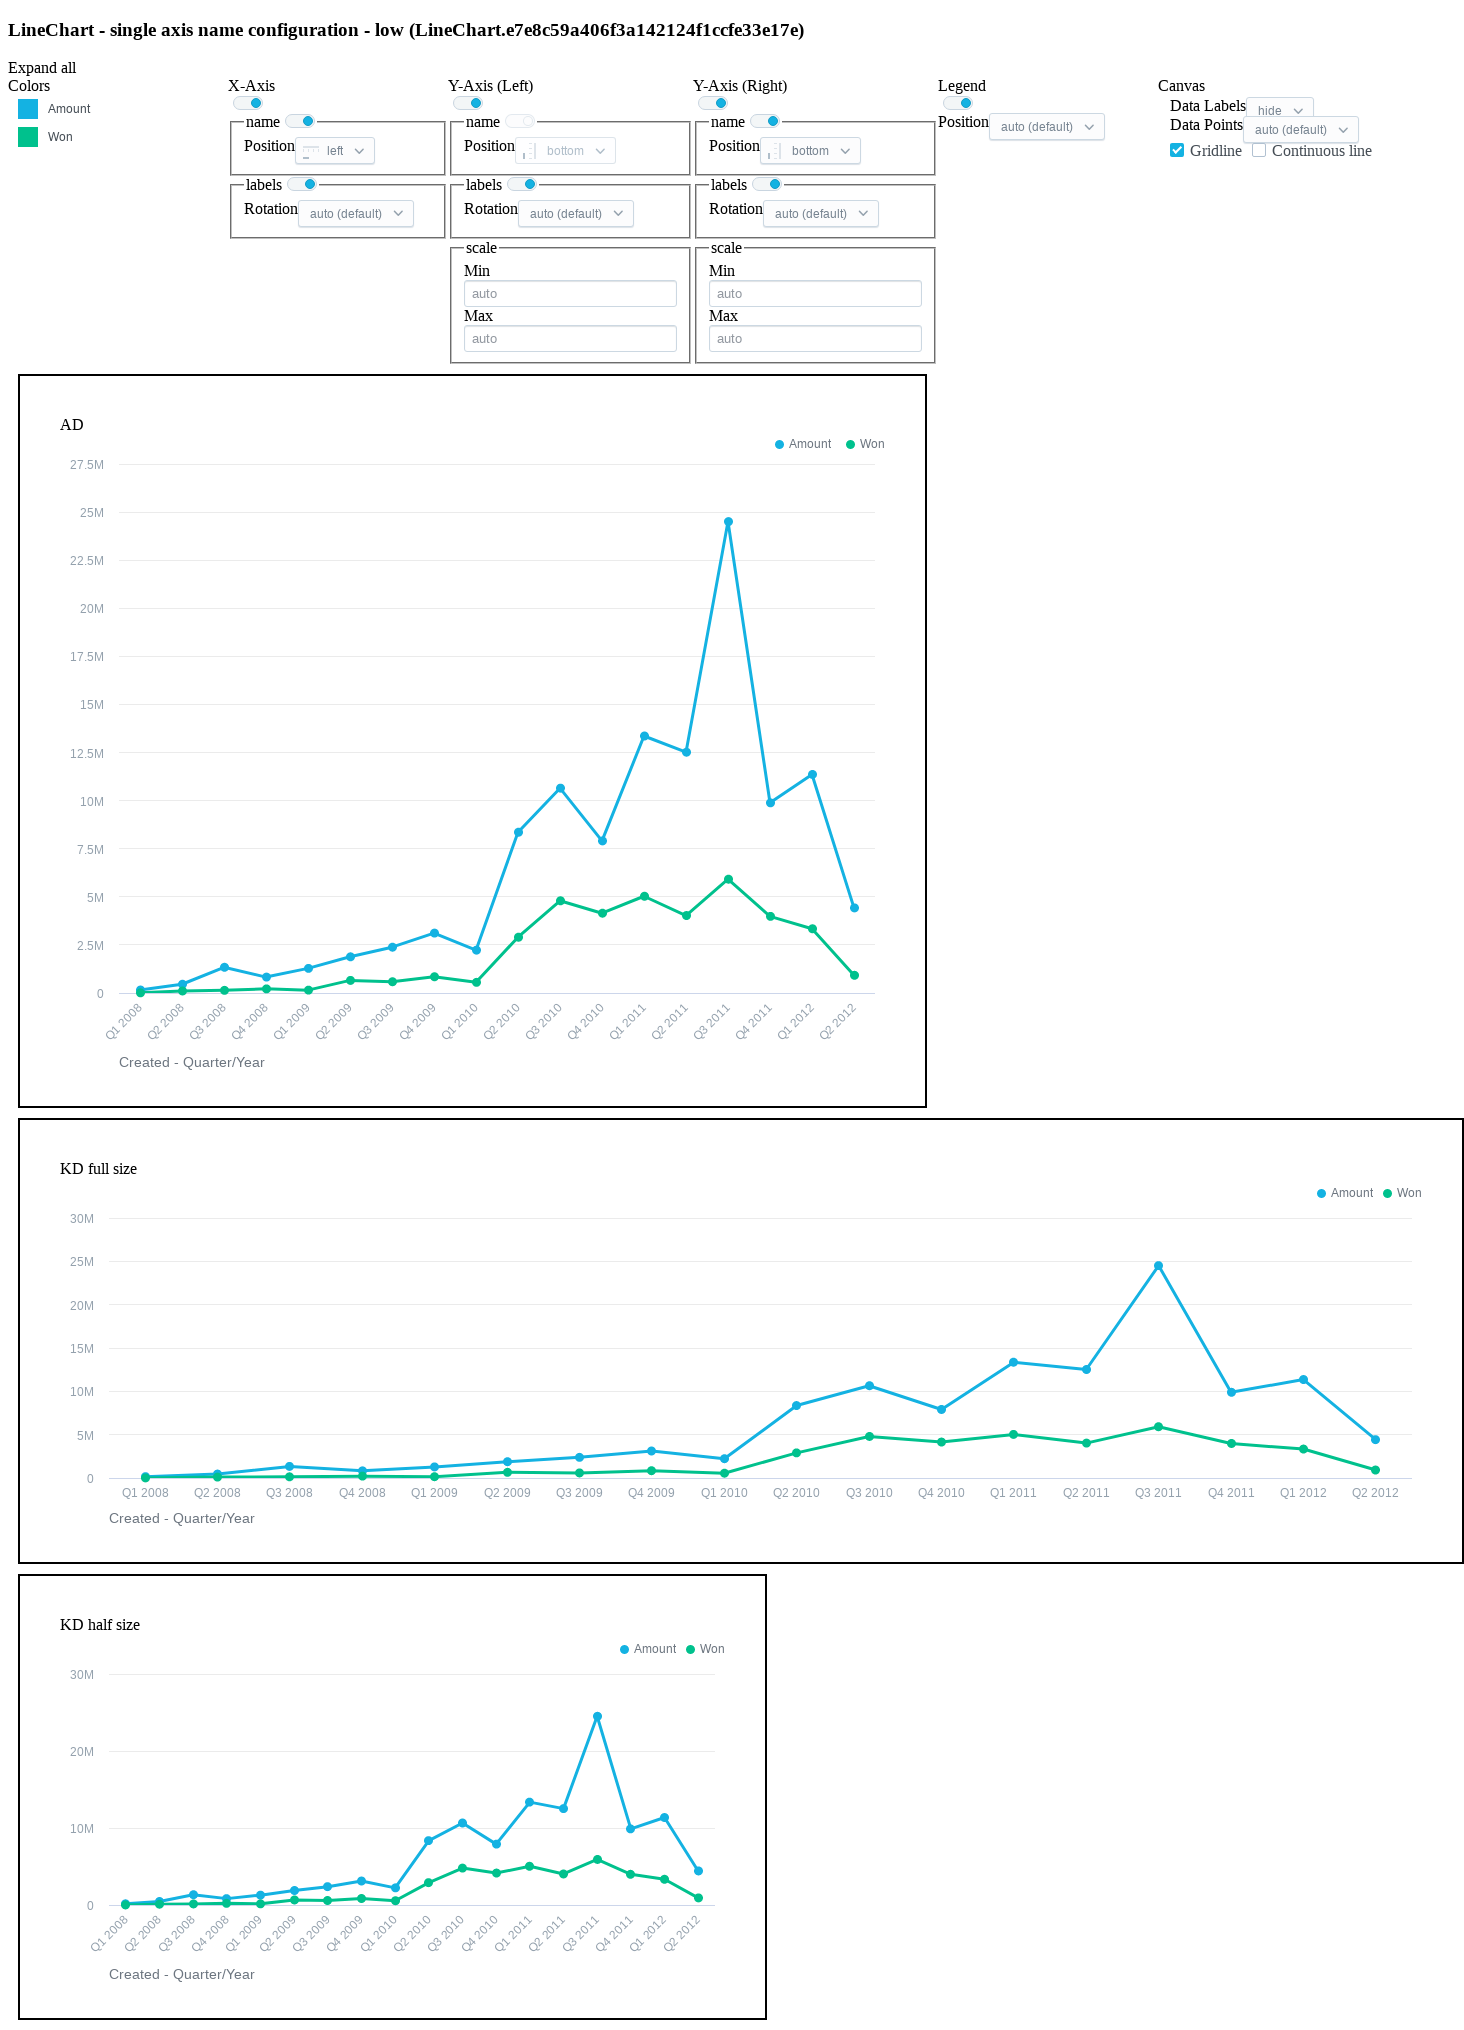 LineChart - single axis name configuration - low (LineChart.e7e8c59a406f3a142124f1ccfe33e17e)
Expand all
Colors
Amount
Won
X-Axis
name
Position left
labels
Rotation auto (default)
Y-Axis (Left)
name
Position bottom
labels
Rotation auto (default)
scale
Min
auto
Max
auto
Y-Axis (Right)
name
Position bottom
labels
Rotation auto (default)
scale
Min
auto
Max
auto
Legend
Position auto (default)
Canvas
Data Labels hide
Data Points auto (default)
Gridline Continuous line
AD
Amount Won
27.5M
25M
22.5M
20M
17.5M
15M
12.5M
10M
7.5M
5M
2.5M
0
Q1 2008 Q2 2008 Q3 2008 Q4 2008 Q1 2009 Q2 2009 Q3 2009 Q4 2009 Q1 2010 Q2 2010 Q3 2010 Q4 2010 Q1 2011 Q2 2011 Q3 2011 Q4 2011 Q1 2012 Q2 2012
Created - Quarter/Year
KD full size
Amount Won
30M
25M
20M
15M
10M
5M
0
Q1 2008 Q2 2008 Q3 2008 Q4 2008 Q1 2009 Q2 2009 Q3 2009 Q4 2009 Q1 2010 Q2 2010 Q3 2010 Q4 2010 Q1 2011 Q2 2011 Q3 2011 Q4 2011 Q1 2012 Q2 2012
Created - Quarter/Year
KD half size
Amount Won
30M
20M
10M
0
Q1 2008 Q2 2008 Q3 2008 Q4 2008 Q1 2009 Q2 2009 Q3 2009 Q4 2009 Q1 2010 Q2 2010 Q3 2010 Q4 2010 Q1 2011 Q2 2011 Q3 2011 Q4 2011 Q1 2012 Q2 2012
Created - Quarter/Year